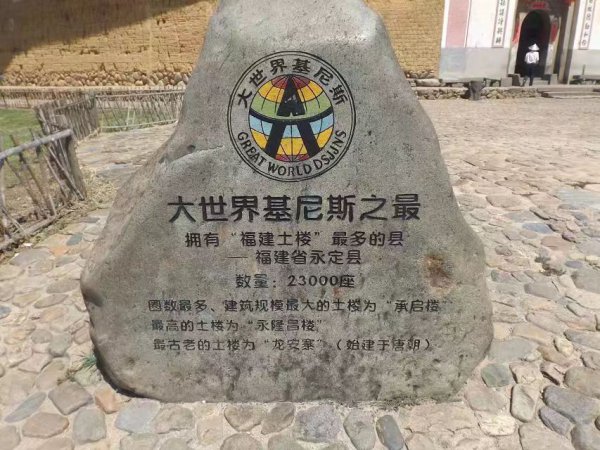 大世界基尼斯
GREAT WORLD DSJJN'S
大世界基尼斯之最
拥有“福建土楼”最多的县
— 福建省永定县
数量：23000座
圈数最多、建筑规模最大的土楼为“承启楼”
最高的土楼为“永隆昌楼”
最古老的土楼为“龙安寨”（始建于唐朝）